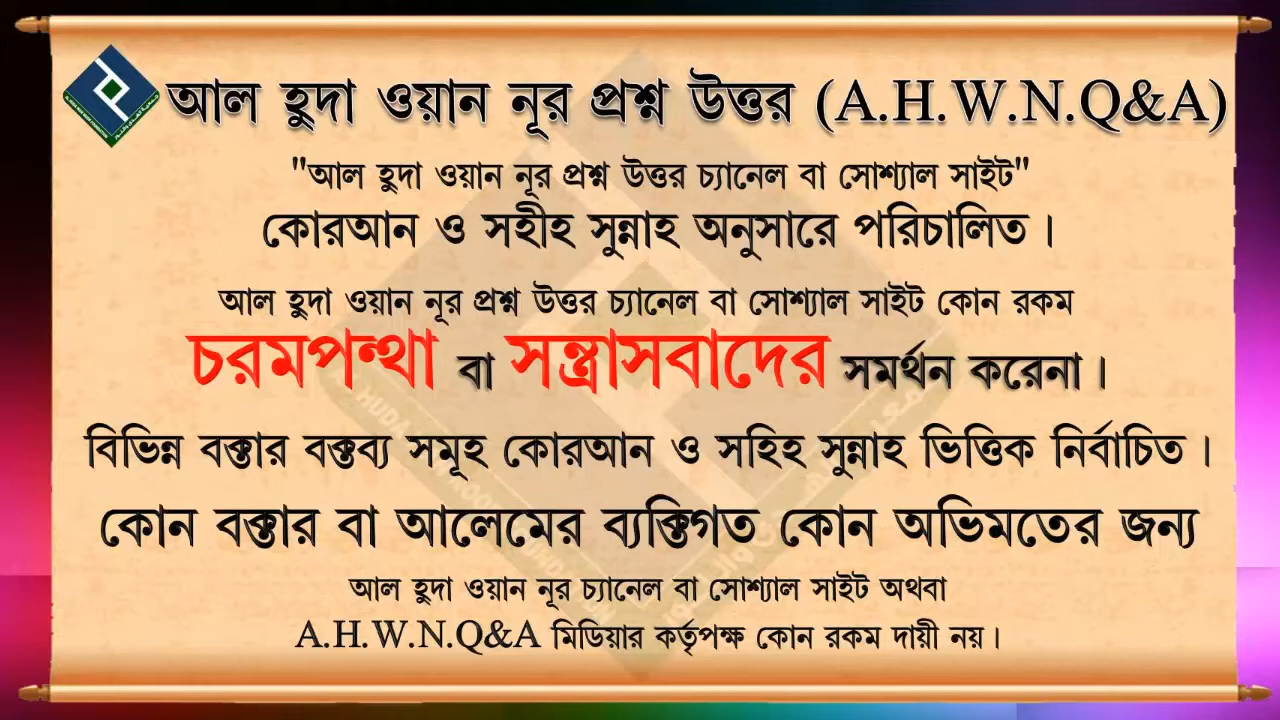 আল হুদা ওয়ান নূর প্রশ্ন উত্তর (A.H.W.N.Q&A)
"আল হুদা ওয়ান নূর প্রশ্ন উত্তর চ্যানেল বা সোশ্যাল সাইট"
কোরআন ও সহীহ সুন্নাহ অনুসারে পরিচালিত।
আল হুদা ওয়ান নূর প্রশ্ন উত্তর চ্যানেল বা সোশ্যাল সাইট কোন রকম
চরমপন্থা বা সন্ত্রাসবাদের সমর্থন করেনা।
বিভিন্ন বক্তার বক্তব্য সমূহ কোরআন ও সহিহ সুন্নাহ ভিত্তিক নির্বাচিত।
কোন বক্তার বা আলেমের ব্যক্তিগত কোন অভিমতের জন্য
আল হুদা ওয়ান নূর চ্যানেল বা সোশ্যাল সাইট অথবা
A.H.W.N.Q&A মিডিয়ার কর্তৃপক্ষ কোন রকম দায়ী নয়।